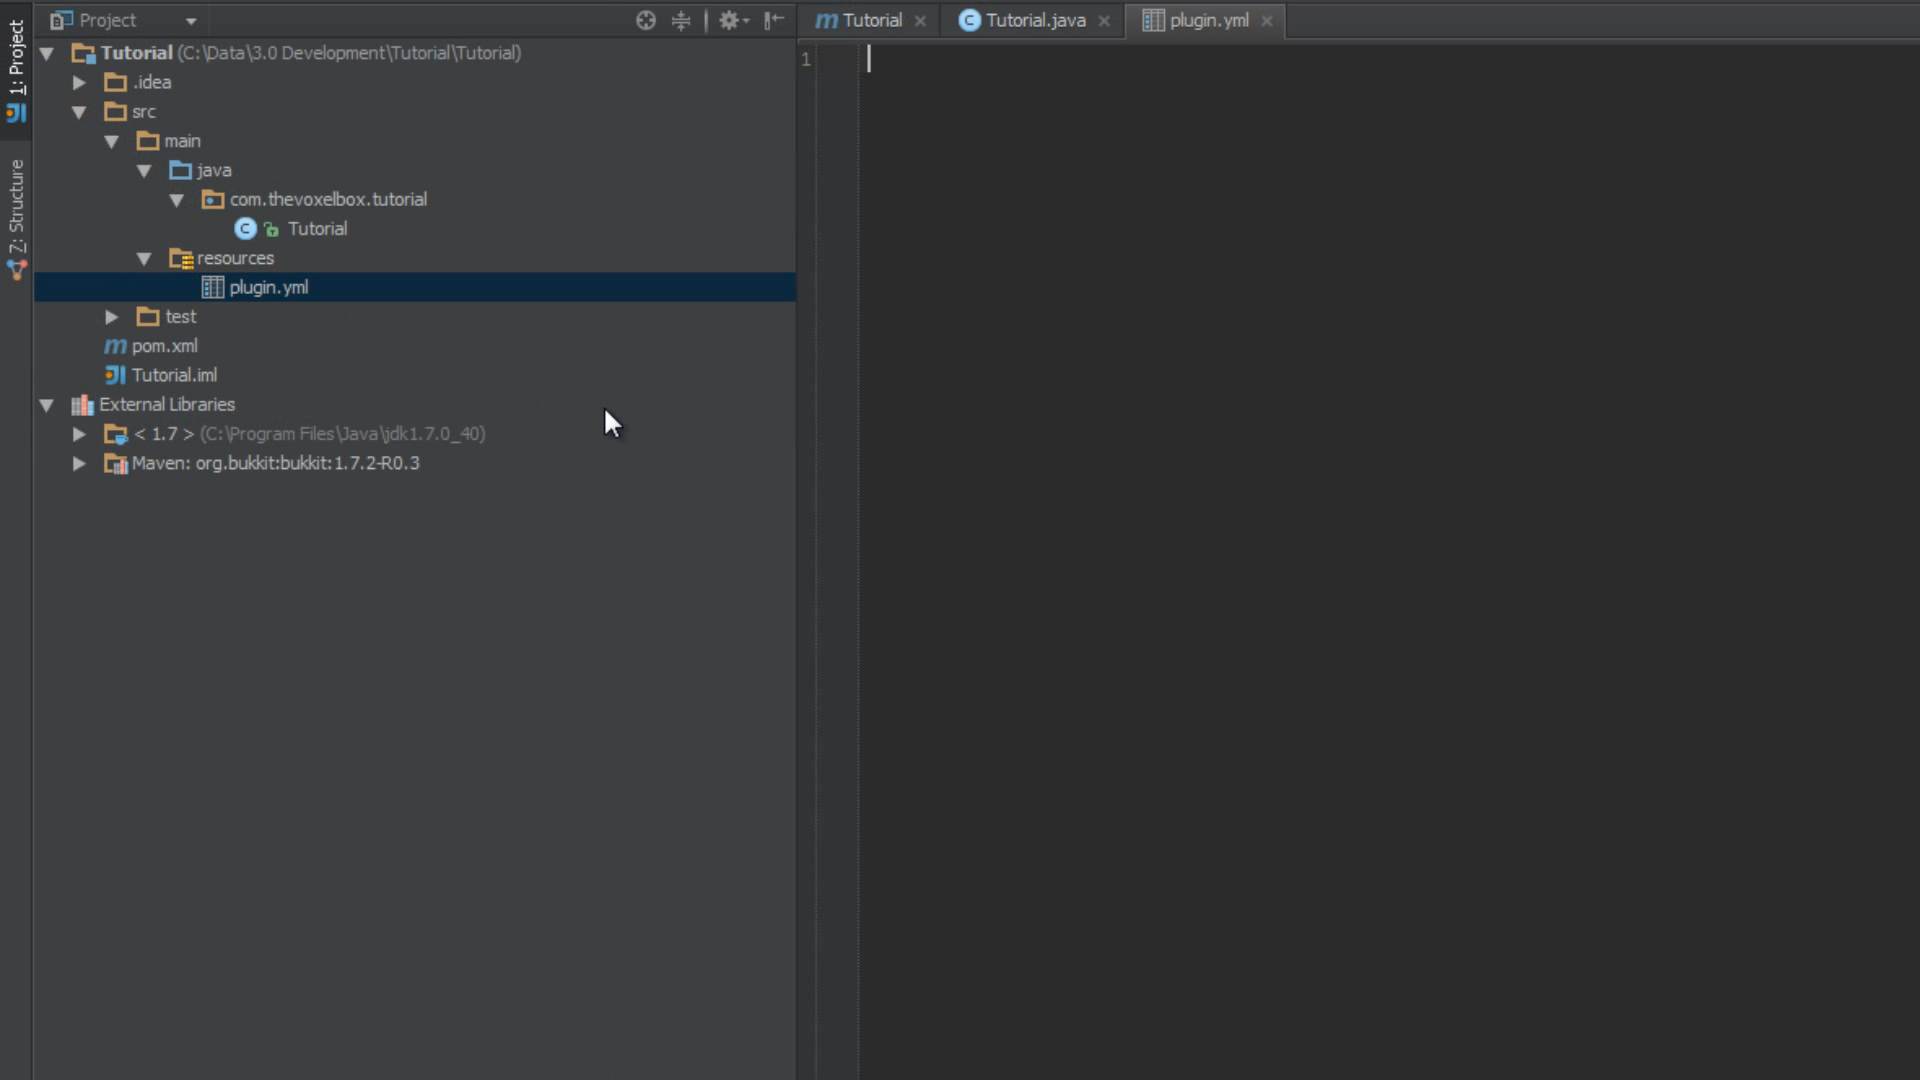 1: Project
7: Structure
Project
Tutorial (C:\Data\3.0 Development\Tutorial\Tutorial)
.idea
src
main
java
com.thevoxelbox.tutorial
Tutorial
resources
plugin.yml
test
pom.xml
Tutorial.iml
External Libraries
< 1.7 > (C:\Program Files\Java\jdk1.7.0_40)
Maven: org.bukkit:bukkit:1.7.2-R0.3
Tutorial
Tutorial.java
plugin.yml
1